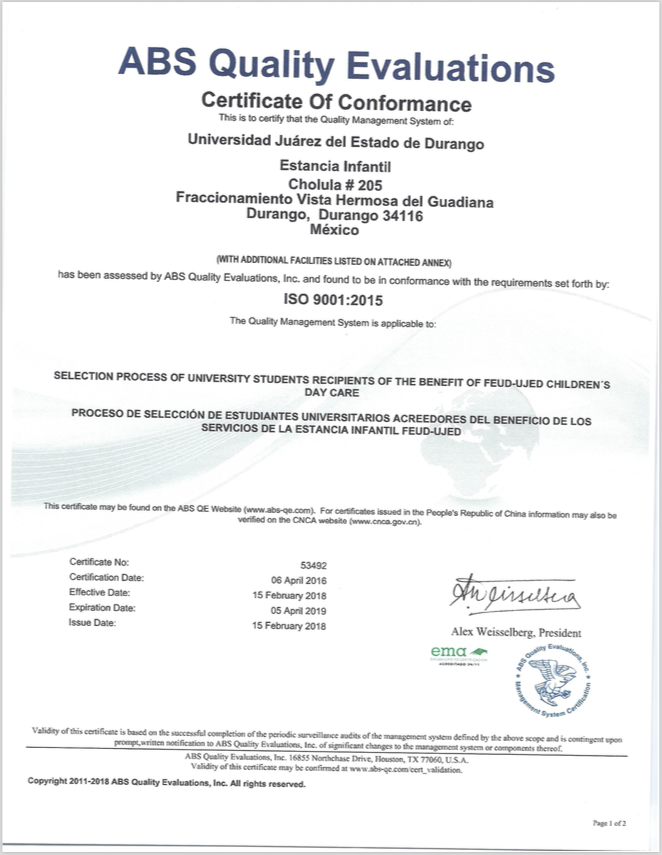 ABS Quality Evaluations
Certificate Of Conformance
This is to certify that the Quality Management System of:
Universidad Juárez del Estado de Durango
Estancia Infantil
Cholula # 205
Fraccionamiento Vista Hermosa del Guadiana
Durango, Durango 34116
México
(WITH ADDITIONAL FACILITIES LISTED ON ATTACHED ANNEX)
has been assessed by ABS Quality Evaluations, Inc. and found to be in conformance with the requirements set forth by:
ISO 9001:2015
The Quality Management System is applicable to:
SELECTION PROCESS OF UNIVERSITY STUDENTS RECIPIENTS OF THE BENEFIT OF FEUD-UJED CHILDREN´S
DAY CARE
PROCESO DE SELECCIÓN DE ESTUDIANTES UNIVERSITARIOS ACREEDORES DEL BENEFICIO DE LOS
SERVICIOS DE LA ESTANCIA INFANTIL FEUD-UJED
This certificate may be found on the ABS QE Website (www.abs-qe.com). For certificates issued in the People's Republic of China information may also be
verified on the CNCA website (www.cnca.gov.cn).
Certificate No: 53492
Certification Date: 06 April 2016
Effective Date: 15 February 2018
Expiration Date: 05 April 2019
Issue Date: 15 February 2018
Alex Weisselberg, President
ema
ABS Quality Evaluations, Inc.
Management System Certification
Validity of this certificate is based on the successful completion of the periodic surveillance audits of the management system defined by the above scope and is contingent upon
prompt,written notification to ABS Quality Evaluations, Inc. of significant changes to the management system or components thereof.
ABS Quality Evaluations, Inc. 16855 Northchase Drive, Houston, TX 77060, U.S.A.
Validity of this certificate may be confirmed at www.abs-qe.com/cert_validation.
Copyright 2011-2018 ABS Quality Evaluations, Inc. All rights reserved.
Page 1 of 2